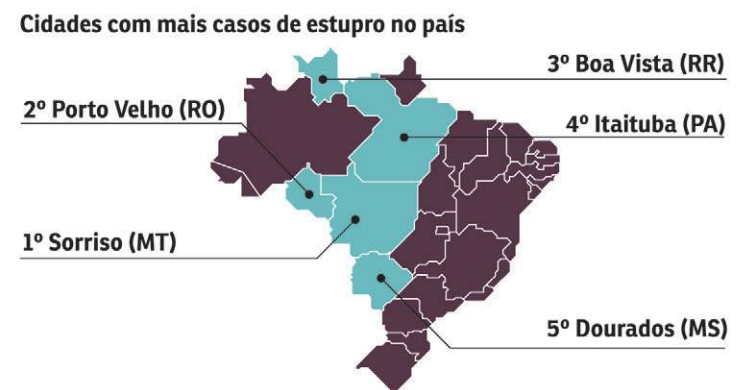 Cidades com mais casos de estupro no país
3º Boa Vista (RR)
2º Porto Velho (RO)
4º Itaituba (PA)
1º Sorriso (MT)
5º Dourados (MS)